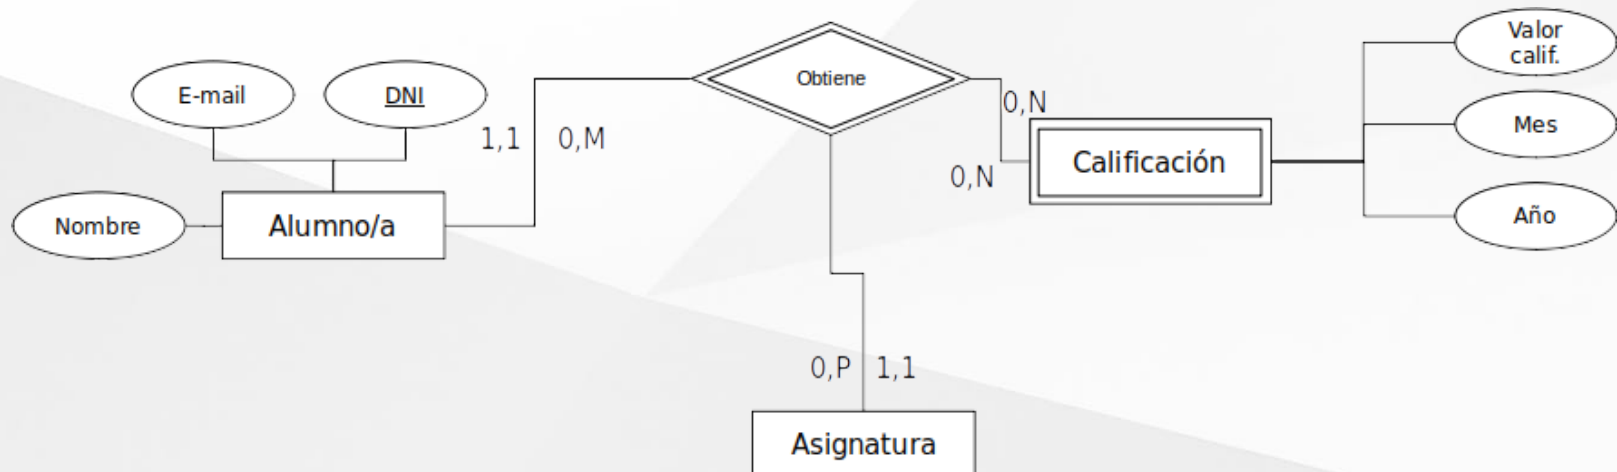 Valor
calif.
Obtiene
E-mail
DNI
0,N
Mes
1,1
0,M
Calificación
0,N
Nombre
Alumno/a
Año
0,P
1,1
Asignatura